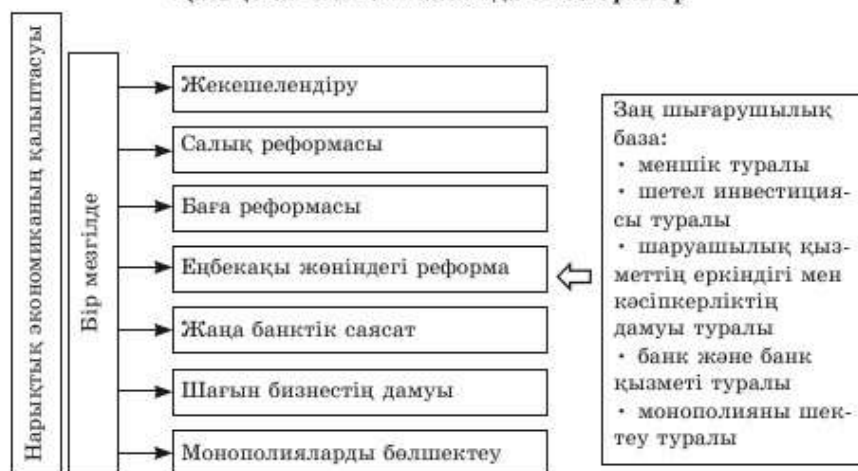 Нарықтық экономиканың қалыптасуы
Бір мезгілде
Жекешелендіру
Салық реформасы
Баға реформасы
Еңбекақы жөніндегі реформа
Жаңа банктік саясат
Шағын бизнестің дамуы
Монополияларды бөлшектеу
Заң шығарушылық
база:
· меншік туралы
· шетел инвестиция-
сы туралы
· шаруашылық қыз-
меттің еркіндігі мен
кәсіпкерліктің
дамуы туралы
· банк және банк
қызметі туралы
· монополияны шек-
теу туралы